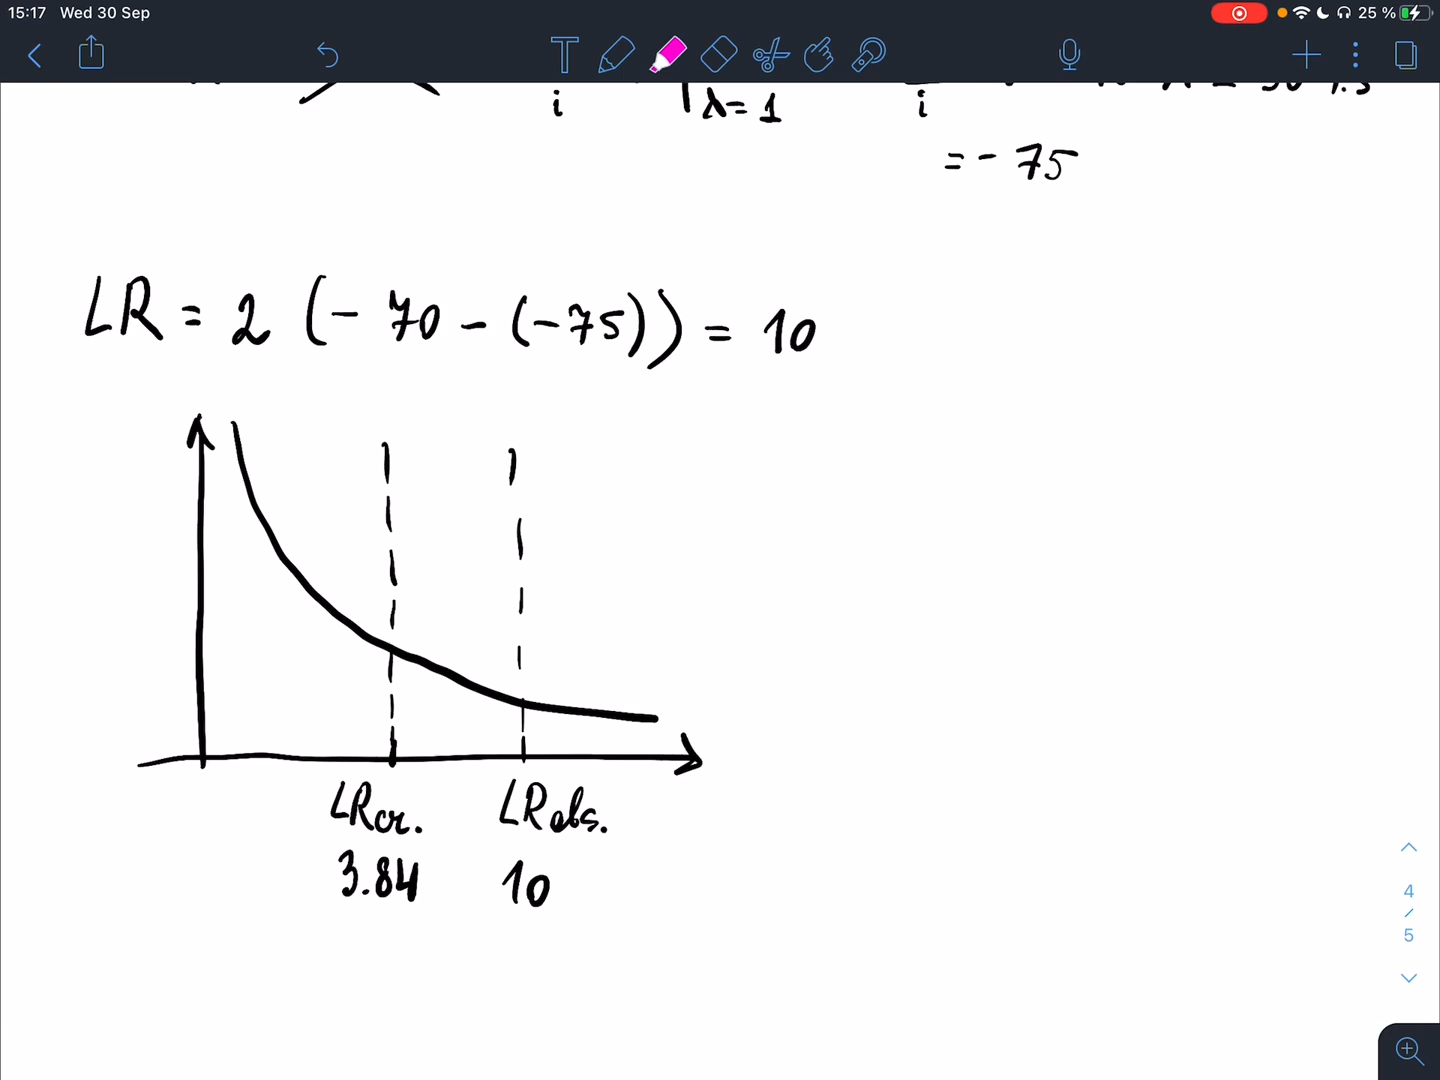 15:17 Wed 30 Sep
25 %
T
i
λ= 1
i
= - 75
LR = 2 (- 70 - (-75)) = 10
LRcr. LRobs.
3.84 10
4
/
5